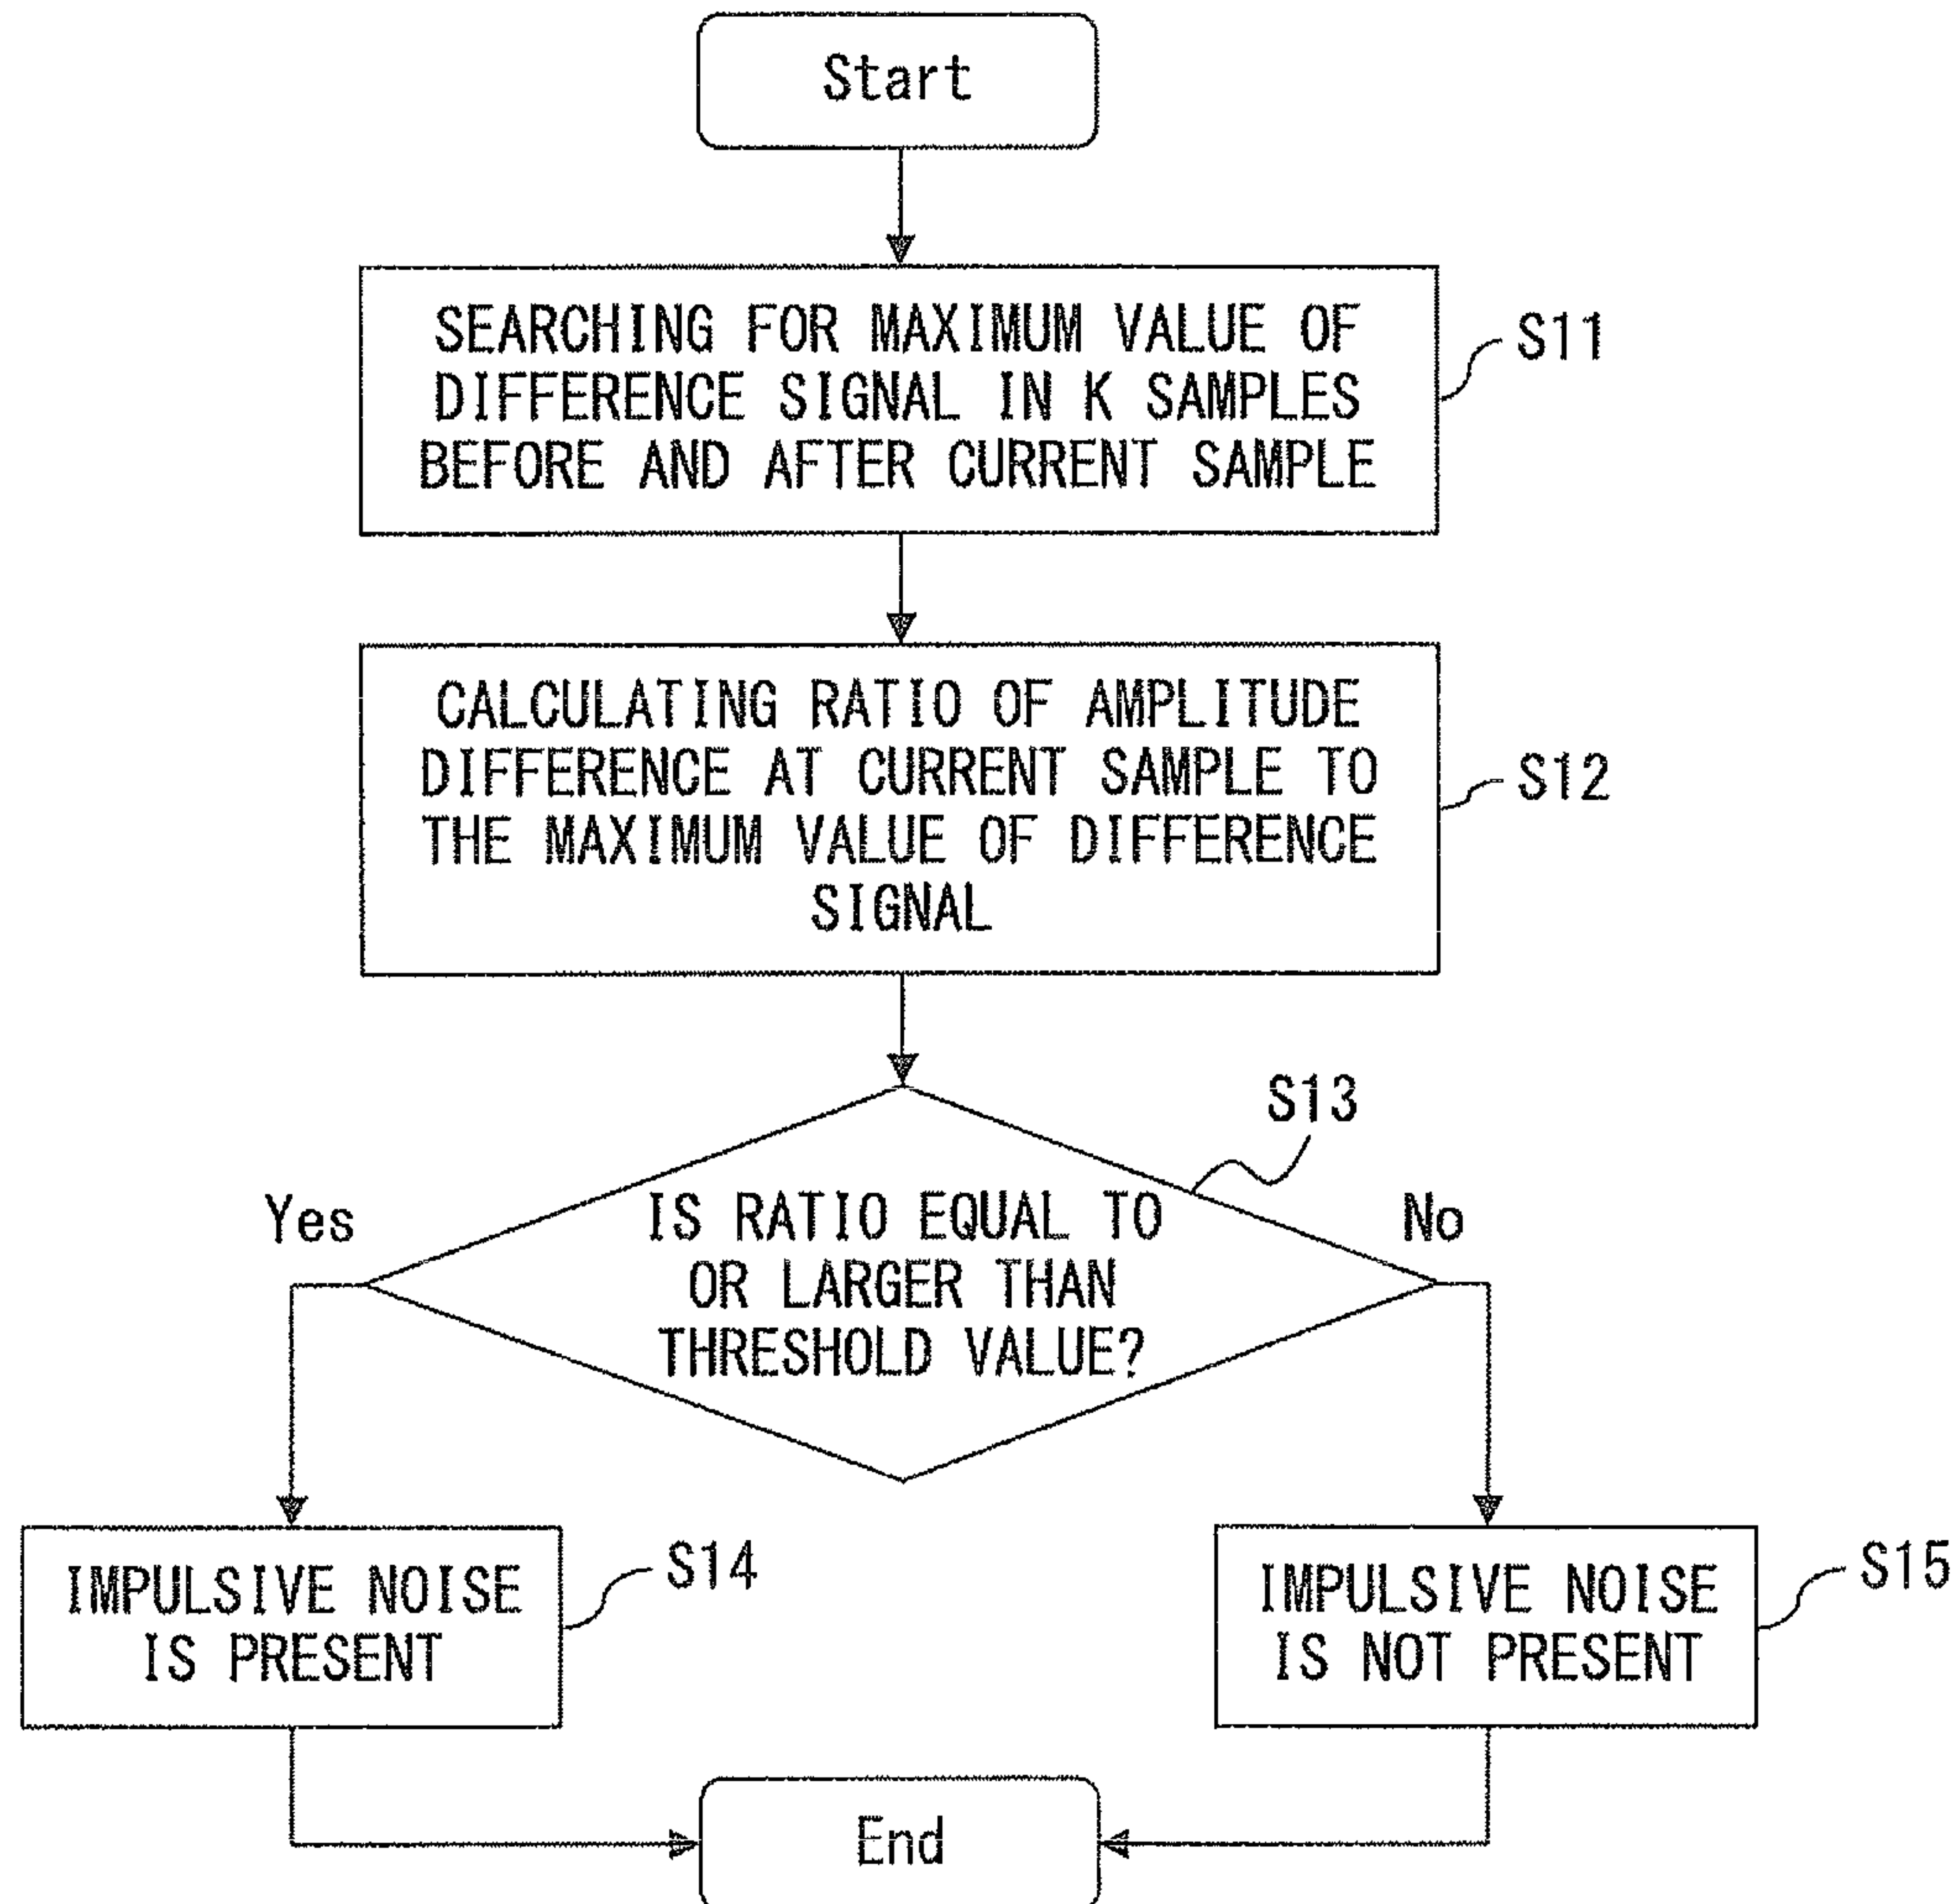 Start
SEARCHING FOR MAXIMUM VALUE OF
DIFFERENCE SIGNAL IN K SAMPLES
BEFORE AND AFTER CURRENT SAMPLE
S11
CALCULATING RATIO OF AMPLITUDE
DIFFERENCE AT CURRENT SAMPLE TO
THE MAXIMUM VALUE OF DIFFERENCE
SIGNAL
S12
S13
Yes
IS RATIO EQUAL TO
OR LARGER THAN
THRESHOLD VALUE?
No
IMPULSIVE NOISE
IS PRESENT
S14
IMPULSIVE NOISE
IS NOT PRESENT
S15
End